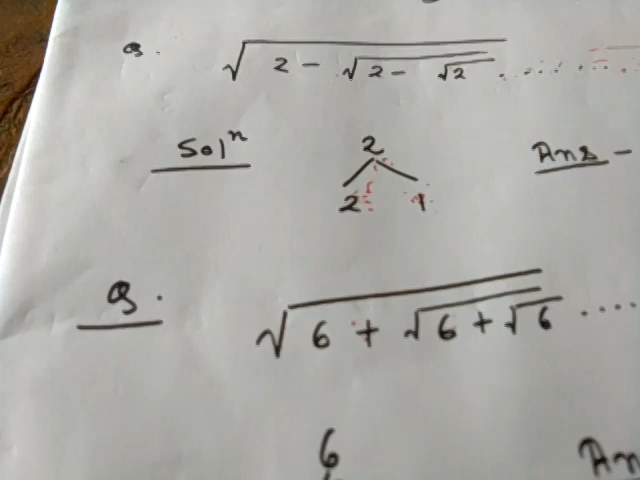 Q. √2 - √2 - √2 ........
Solⁿ 2 Ans -
2 1
Q. √6 + √6 + √6 ....
6 An